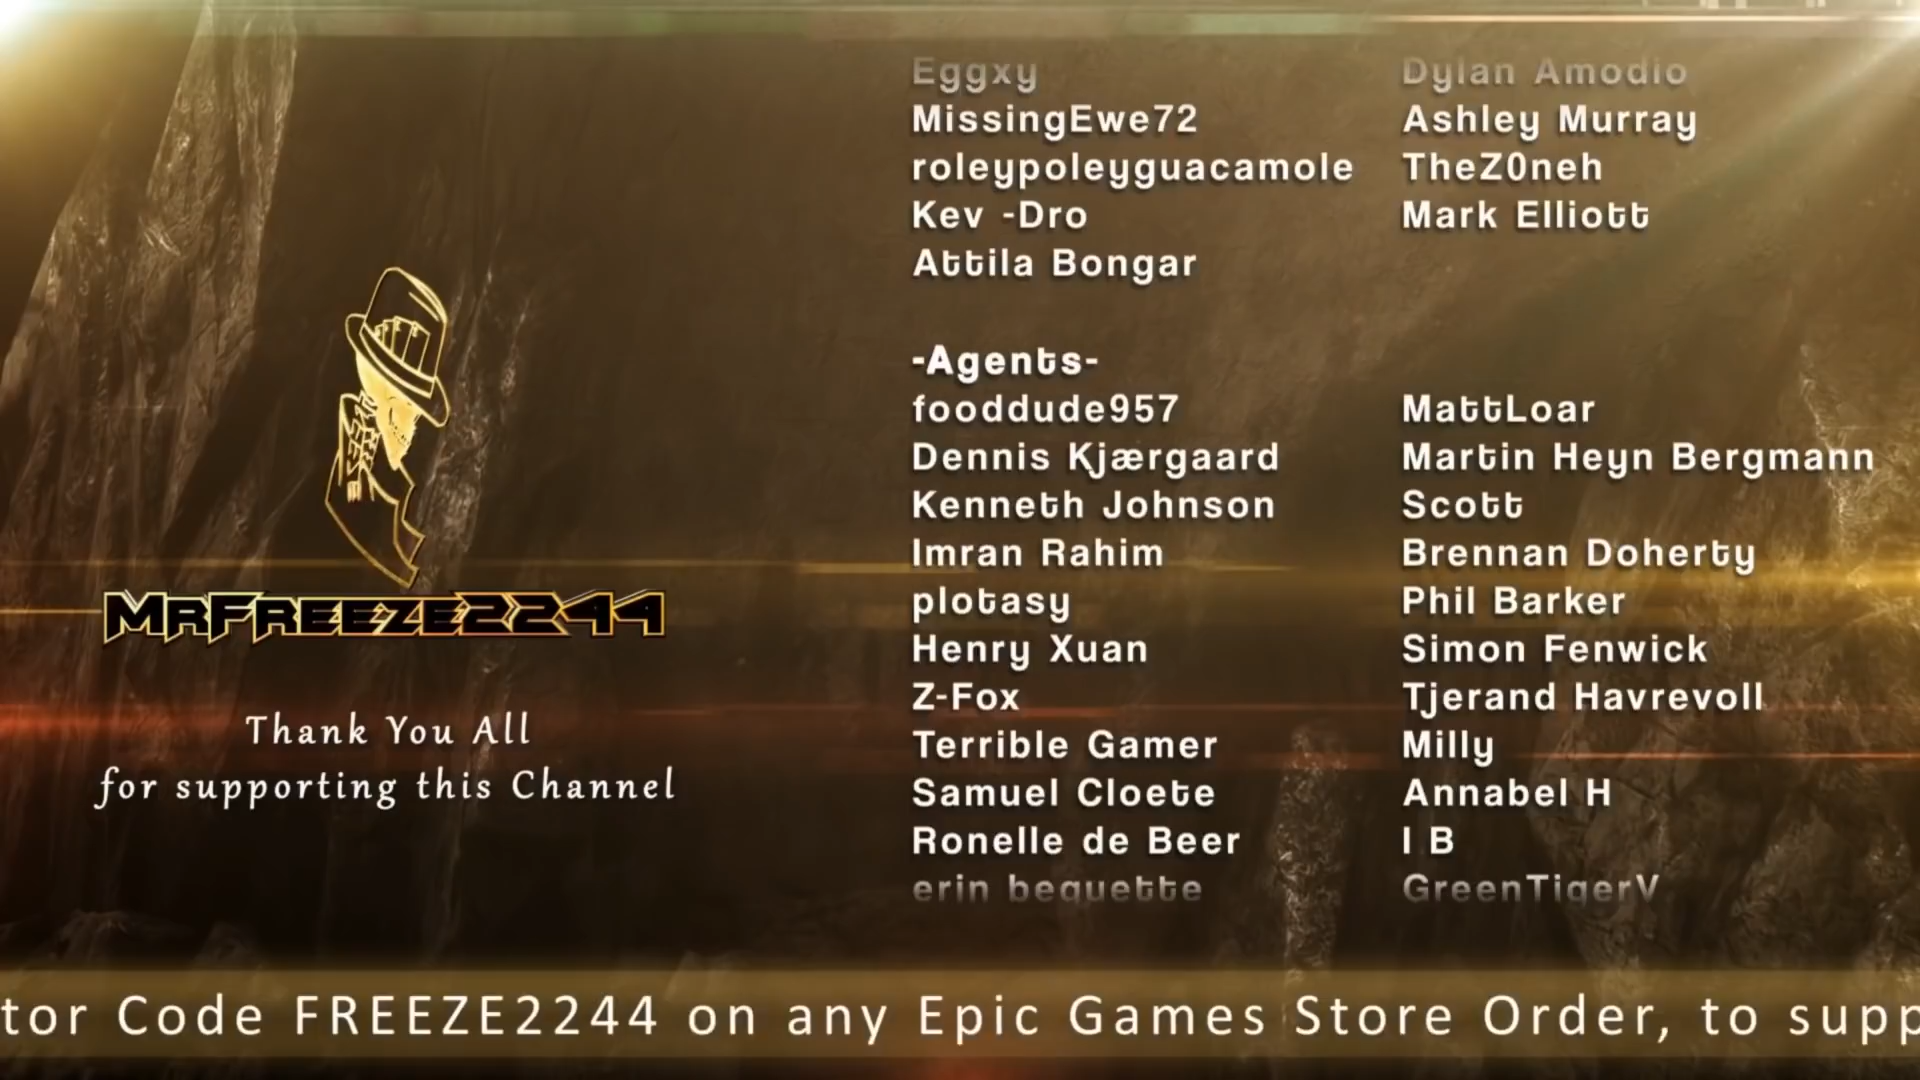 Eggxy
MissingEwe72
roleypoleyguacamole
Kev -Dro
Attila Bongar
Dylan Amodio
Ashley Murray
TheZ0neh
Mark Elliott
-Agents-
fooddude957
Dennis Kjærgaard
Kenneth Johnson
Imran Rahim
plotasy
Henry Xuan
Z-Fox
Terrible Gamer
Samuel Cloete
Ronelle de Beer
erin bequette
MattLoar
Martin Heyn Bergmann
Scott
Brennan Doherty
Phil Barker
Simon Fenwick
Tjerand Havrevoll
Milly
Annabel H
I B
GreenTigerV
MrFreeze2244
Thank You All
for supporting this Channel
tor Code FREEZE2244 on any Epic Games Store Order, to supp